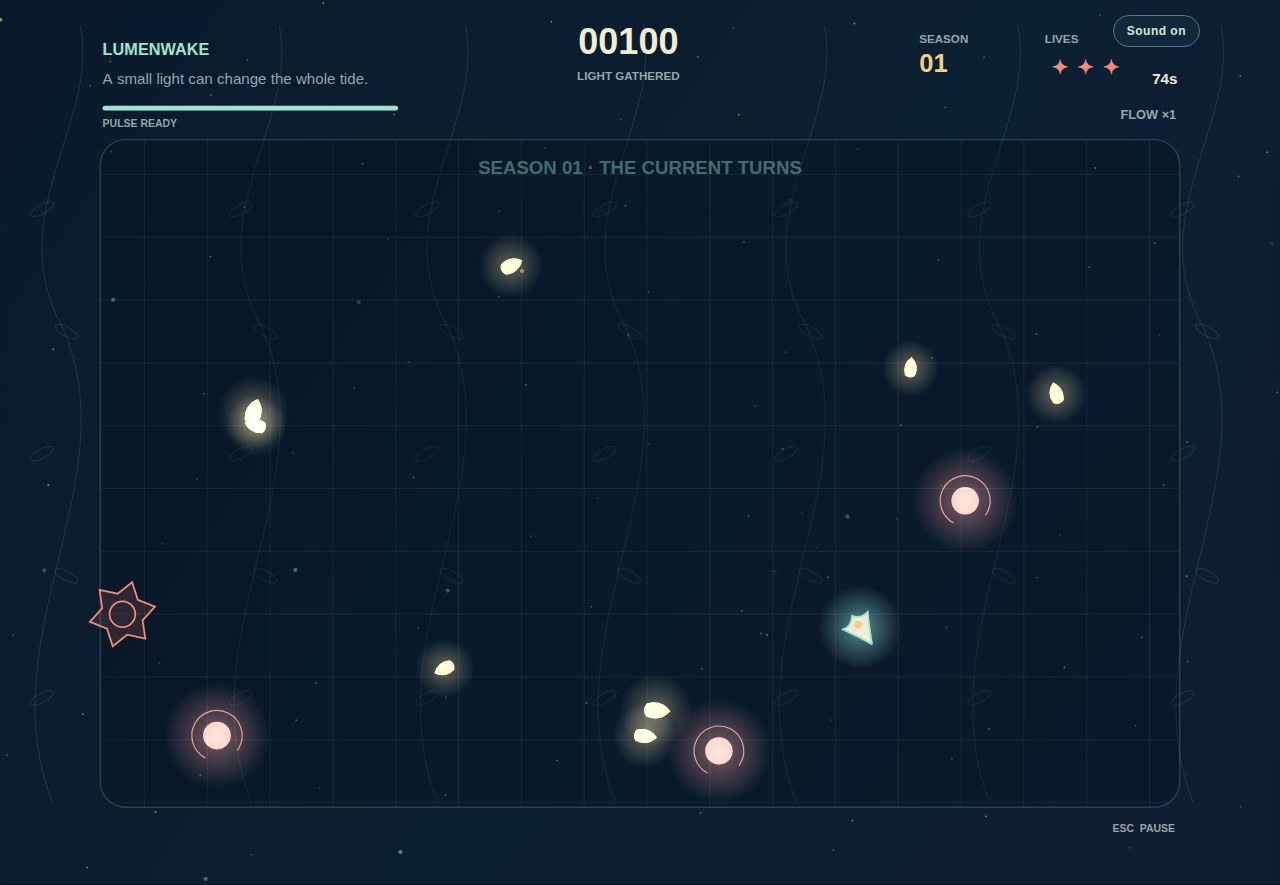 LUMENWAKE
A small light can change the whole tide.
PULSE READY
00100
LIGHT GATHERED
SEASON
01
LIVES
Sound on
74s
FLOW ×1
SEASON 01 · THE CURRENT TURNS
ESC PAUSE